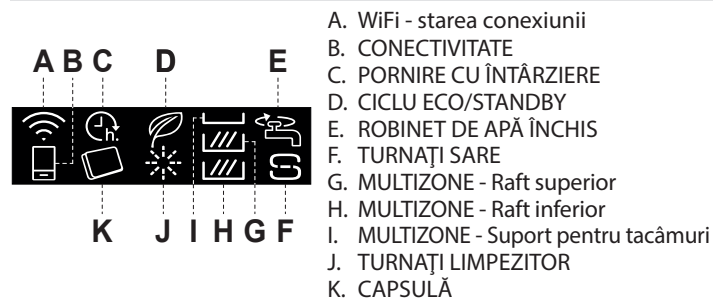 A B C D E
h.
K J I H G F
A. WiFi - starea conexiunii
B. CONECTIVITATE
C. PORNIRE CU ÎNTÂRZIERE
D. CICLU ECO/STANDBY
E. ROBINET DE APĂ ÎNCHIS
F. TURNAŢI SARE
G. MULTIZONE - Raft superior
H. MULTIZONE - Raft inferior
I. MULTIZONE - Suport pentru tacâmuri
J. TURNAŢI LIMPEZITOR
K. CAPSULĂ